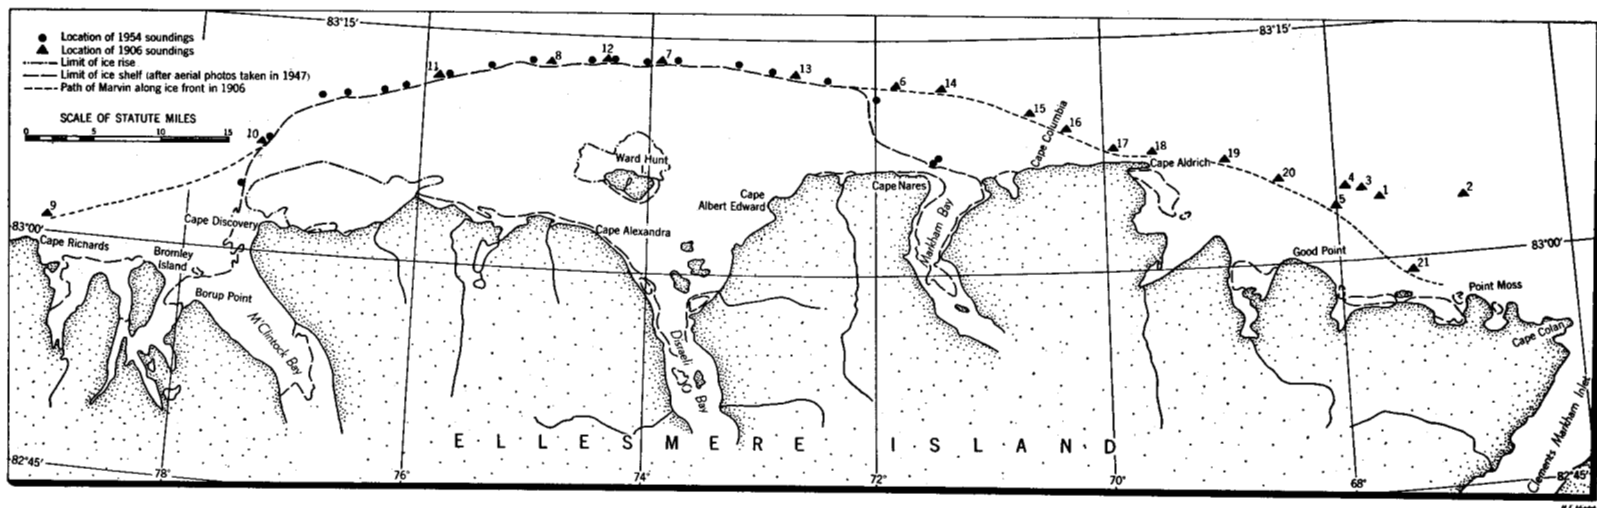 83°15'
83°15'
Location of 1954 soundings
Location of 1906 soundings
Limit of ice rise
Limit of ice shelf (after aerial photos taken in 1947)
Path of Marvin along ice front in 1906
SCALE OF STATUTE MILES
0 5 10 15
9
10
11
8
12
7
13
6
14
15
16
17
18
19
20
4
3
1
2
5
21
Ward Hunt
Cape Columbia
Cape Aldrich
Cape Nares
Cape
Albert Edward
Markham Bay
83°00'
Cape Richards
Cape Discovery
Bromley
Island
Borup Point
M'Clintock Bay
Cape Alexandra
Disraeli
Bay
Good Point
83°00'
Point Moss
Cape Colan
Clements Markham Inlet
ELLESMERE ISLAND
82°45'
78°
76°
74°
72°
70°
68°
82°45'